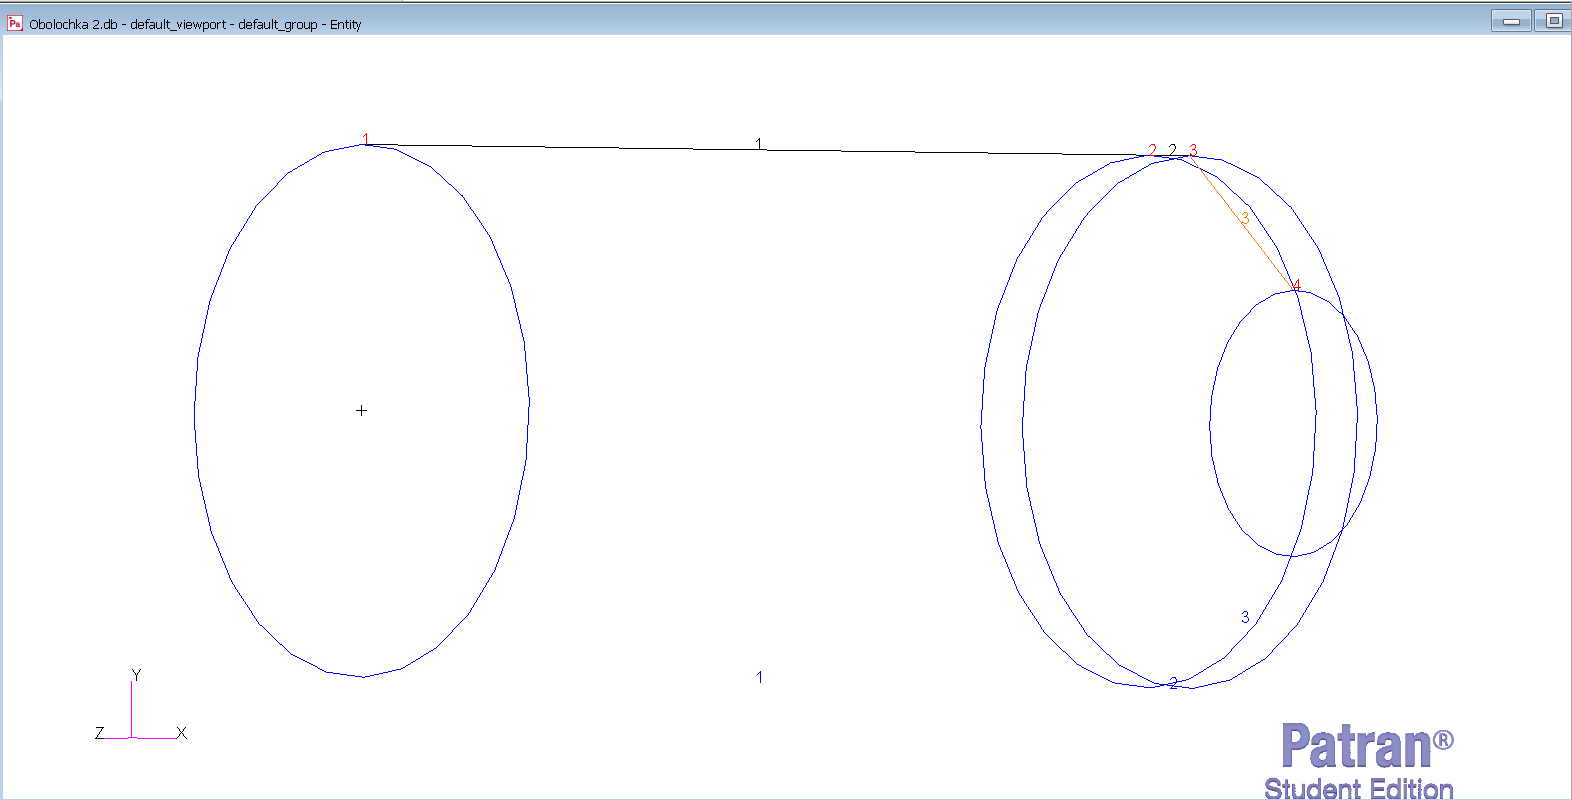 Pa Obolochka 2.db - default_viewport - default_group - Entity
1 1 2 2 3
3
4
3
1 2
Y
Z X
Patran®
Student Edition